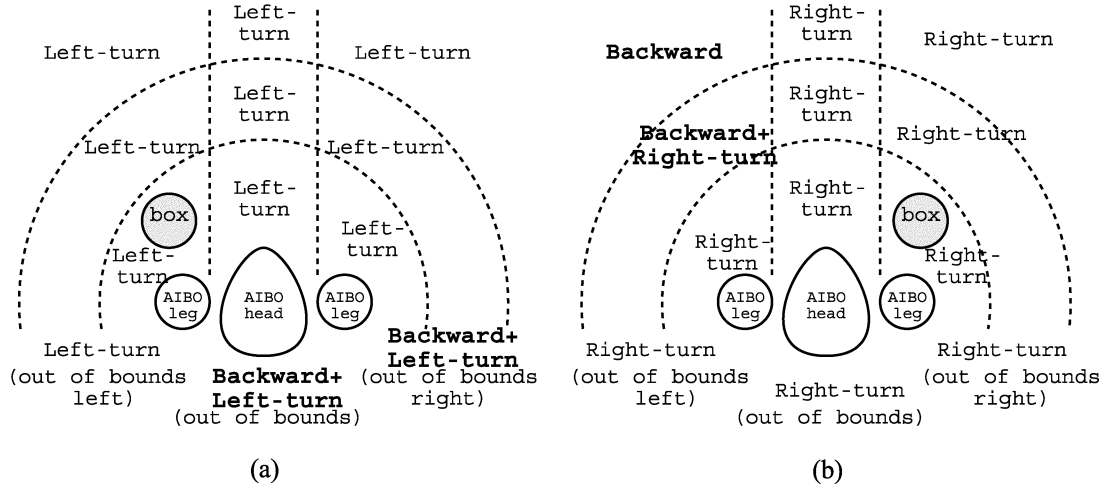 Left-
turn
Left-turn
Left-turn
Left-
turn
Left-turn
Left-turn
Left-
turn
box
Left-
turn
Left-
turn
AIBO
leg
AIBO
head
AIBO
leg
Left-turn
(out of bounds
left)
Backward+
Left-turn
(out of bounds)
Backward+
Left-turn
(out of bounds
right)
(a)
Right-
turn
Backward
Right-turn
Right-
turn
Backward+
Right-turn
Right-turn
Right-
turn
box
Right-
turn
Right-
turn
AIBO
leg
AIBO
head
AIBO
leg
Right-turn
(out of bounds
left)
Right-turn
(out of bounds)
Right-turn
(out of bounds
right)
(b)